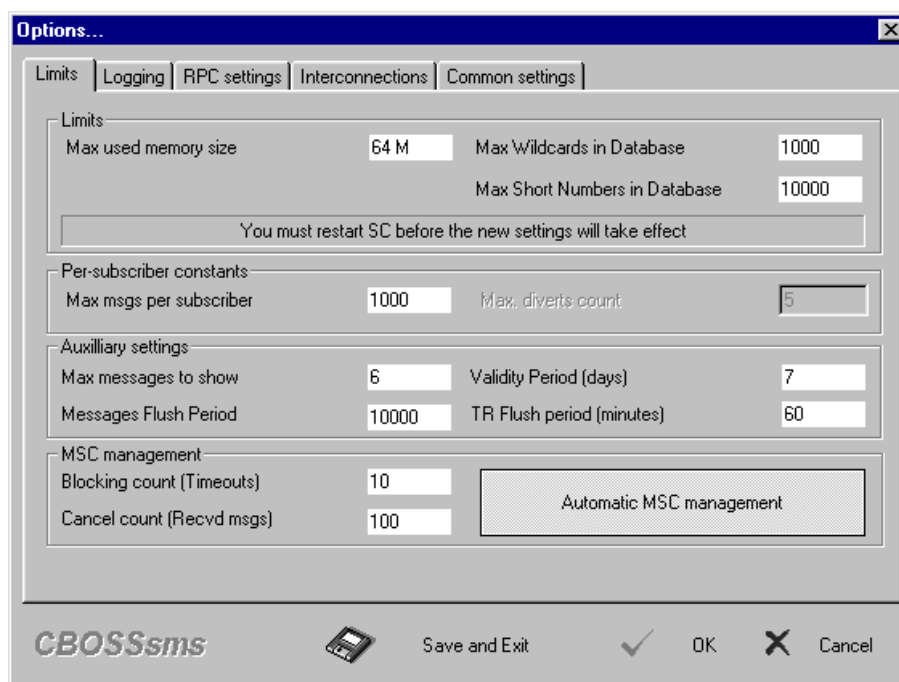 Options...
Limits Logging RPC settings Interconnections Common settings
Limits
Max used memory size 64 M Max Wildcards in Database 1000
Max Short Numbers in Database 10000
You must restart SC before the new settings will take effect
Per-subscriber constants
Max msgs per subscriber 1000 Max. diverts count 5
Auxilliary settings
Max messages to show 6 Validity Period (days) 7
Messages Flush Period 10000 TR Flush period (minutes) 60
MSC management
Blocking count (Timeouts) 10 Automatic MSC management
Cancel count (Recvd msgs) 100
CBOSSsms Save and Exit OK Cancel